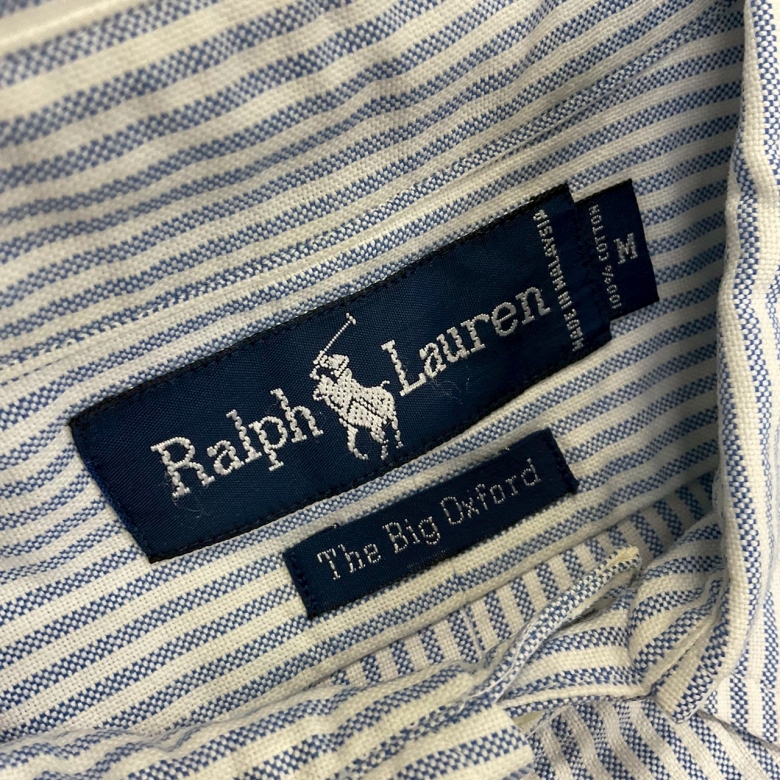 Ralph Lauren
MADE IN MALAYSIA
100% COTTON
M
The Big Oxford